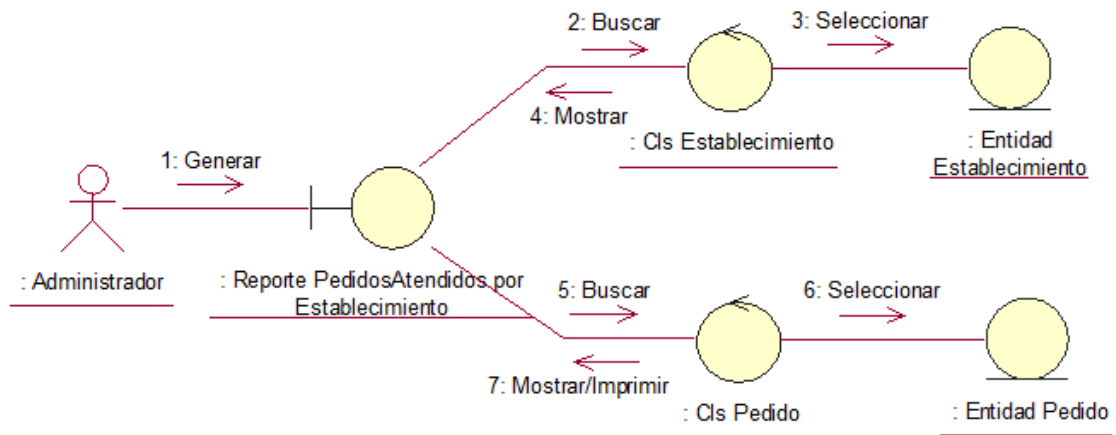 2: Buscar
3: Seleccionar
4: Mostrar
: Cls Establecimiento
: Entidad
Establecimiento
1: Generar
: Administrador
: Reporte PedidosAtendidos por
Establecimiento
5: Buscar
6: Seleccionar
7: Mostrar/Imprimir
: Cls Pedido
: Entidad Pedido